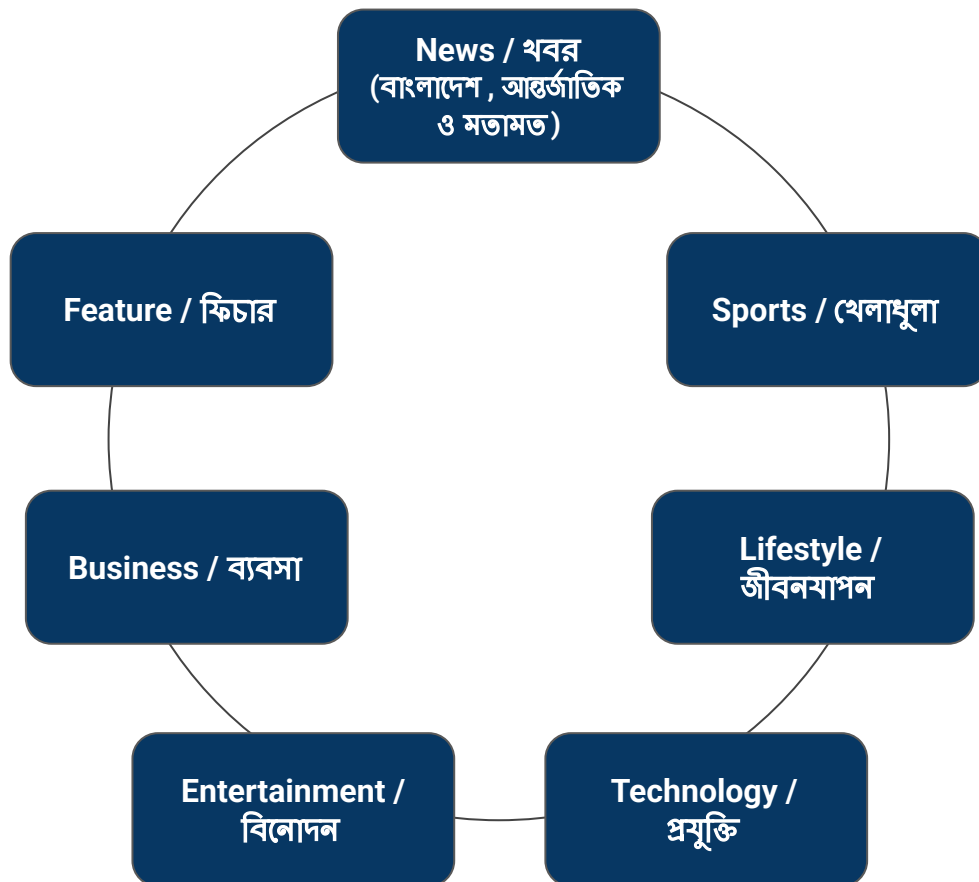 News / খবর
(বাংলাদেশ , আন্তর্জাতিক
ও মতামত )
Feature / ফিচার
Sports / খেলাধুলা
Business / ব্যবসা
Lifestyle /
জীবনযাপন
Entertainment /
বিনোদন
Technology /
প্রযুক্তি